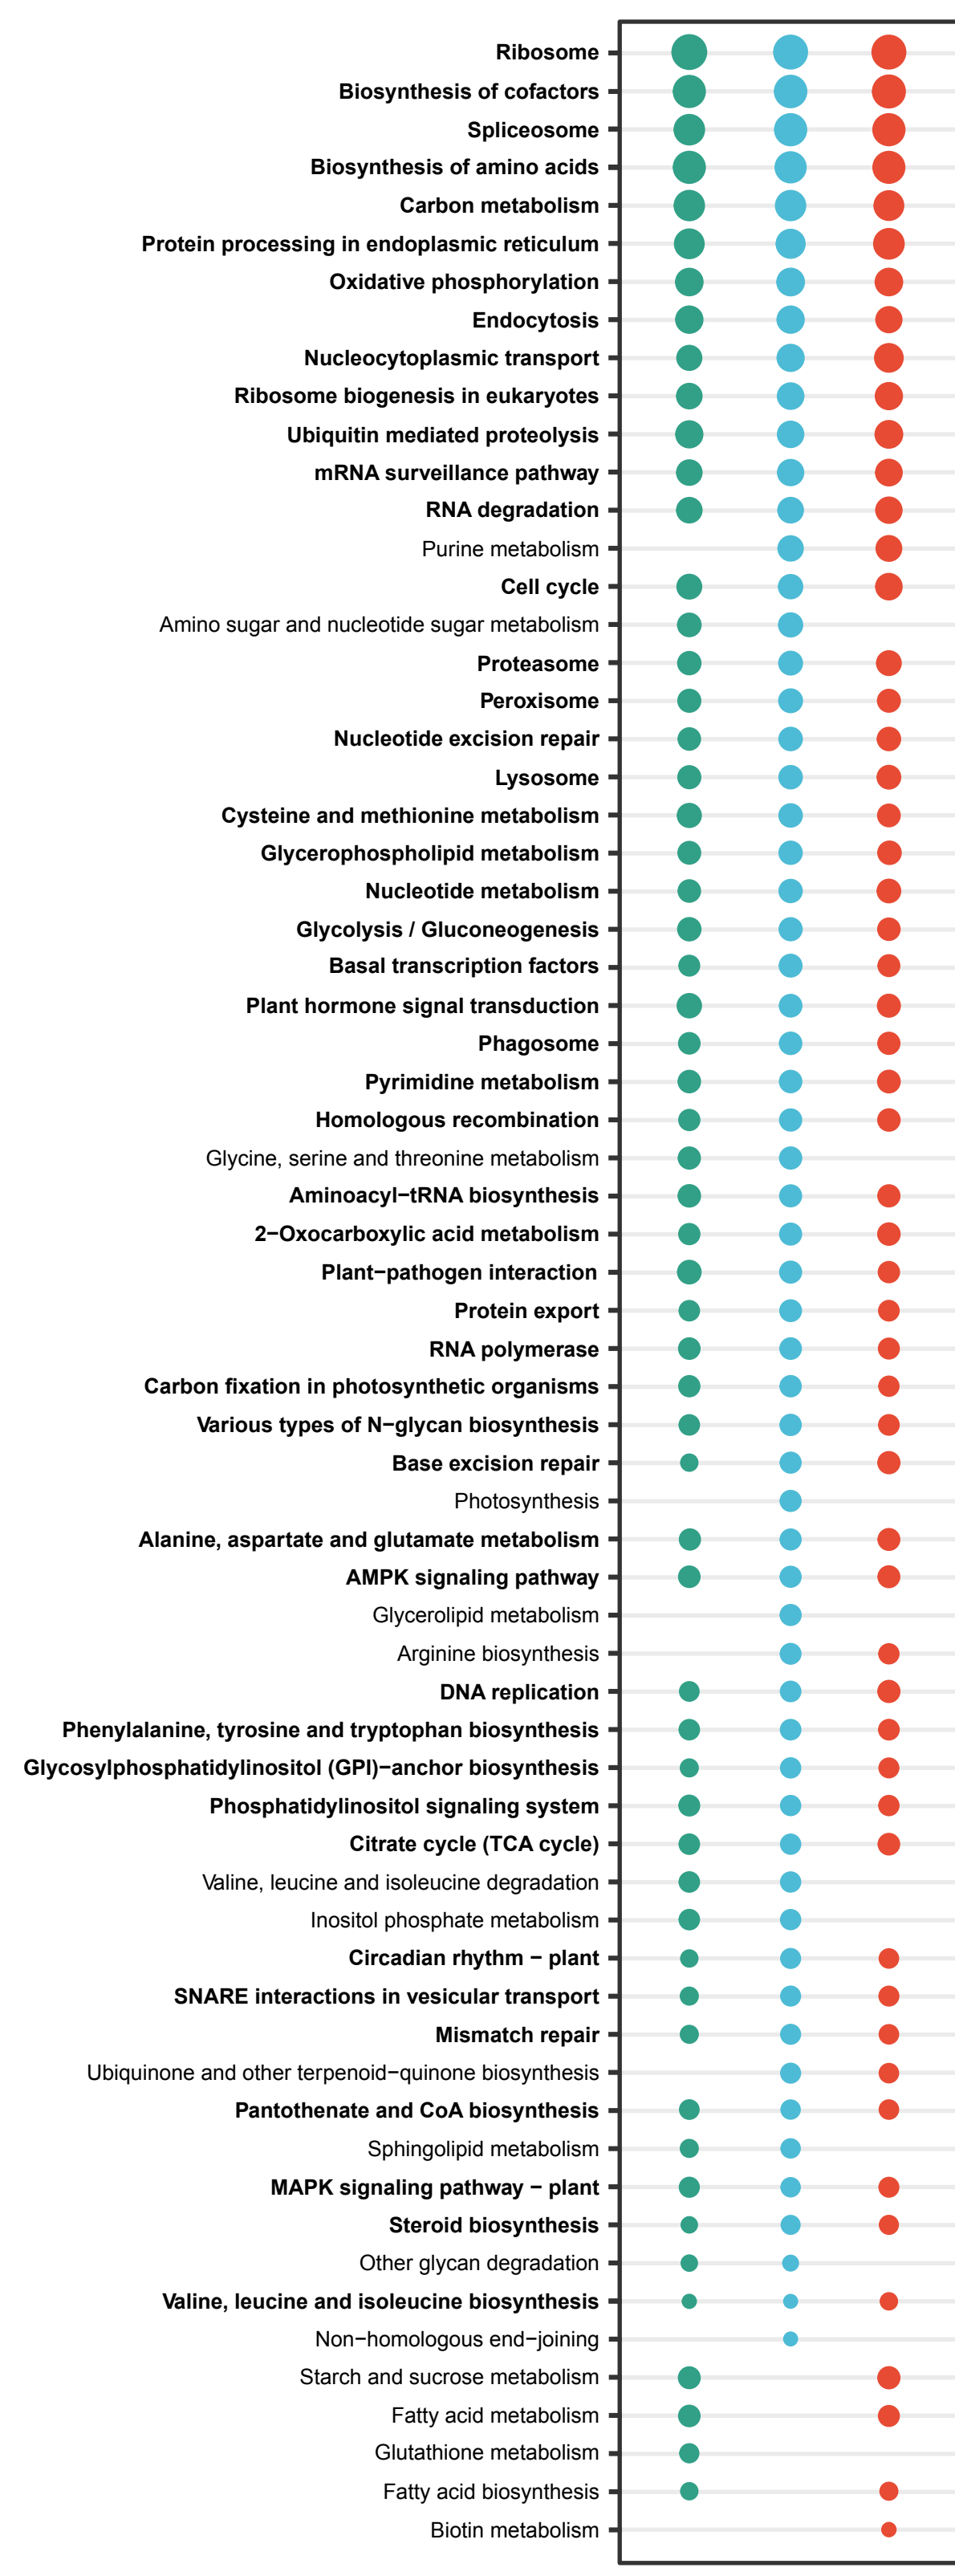 Ribosome
Biosynthesis of cofactors
Spliceosome
Biosynthesis of amino acids
Carbon metabolism
Protein processing in endoplasmic reticulum
Oxidative phosphorylation
Endocytosis
Nucleocytoplasmic transport
Ribosome biogenesis in eukaryotes
Ubiquitin mediated proteolysis
mRNA surveillance pathway
RNA degradation
Purine metabolism
Cell cycle
Amino sugar and nucleotide sugar metabolism
Proteasome
Peroxisome
Nucleotide excision repair
Lysosome
Cysteine and methionine metabolism
Glycerophospholipid metabolism
Nucleotide metabolism
Glycolysis / Gluconeogenesis
Basal transcription factors
Plant hormone signal transduction
Phagosome
Pyrimidine metabolism
Homologous recombination
Glycine, serine and threonine metabolism
Aminoacyl−tRNA biosynthesis
2−Oxocarboxylic acid metabolism
Plant−pathogen interaction
Protein export
RNA polymerase
Carbon fixation in photosynthetic organisms
Various types of N−glycan biosynthesis
Base excision repair
Photosynthesis
Alanine, aspartate and glutamate metabolism
AMPK signaling pathway
Glycerolipid metabolism
Arginine biosynthesis
DNA replication
Phenylalanine, tyrosine and tryptophan biosynthesis
Glycosylphosphatidylinositol (GPI)−anchor biosynthesis
Phosphatidylinositol signaling system
Citrate cycle (TCA cycle)
Valine, leucine and isoleucine degradation
Inositol phosphate metabolism
Circadian rhythm − plant
SNARE interactions in vesicular transport
Mismatch repair
Ubiquinone and other terpenoid−quinone biosynthesis
Pantothenate and CoA biosynthesis
Sphingolipid metabolism
MAPK signaling pathway − plant
Steroid biosynthesis
Other glycan degradation
Valine, leucine and isoleucine biosynthesis
Non−homologous end−joining
Starch and sucrose metabolism
Fatty acid metabolism
Glutathione metabolism
Fatty acid biosynthesis
Biotin metabolism